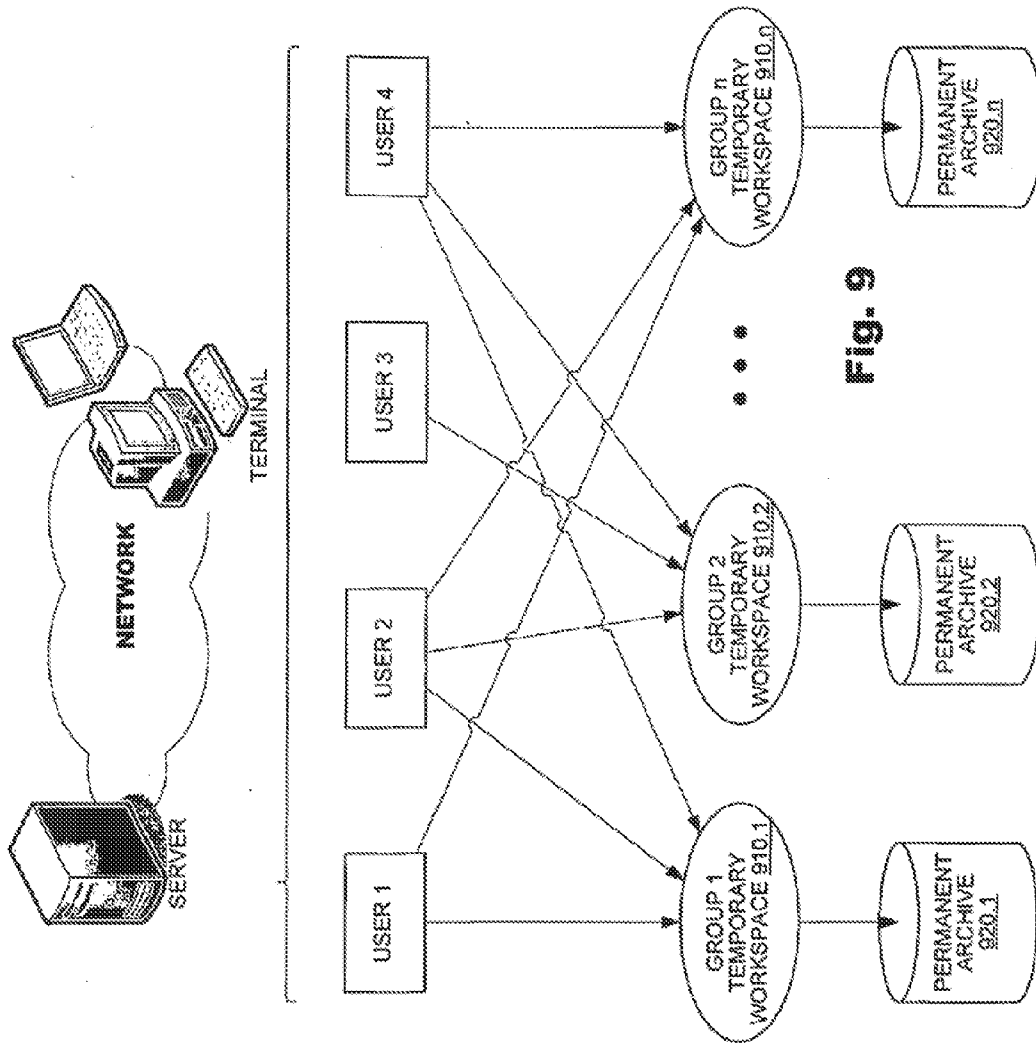 SERVER
NETWORK
TERMINAL
USER 1
USER 2
USER 3
USER 4
GROUP 1
TEMPORARY
WORKSPACE 910.1
GROUP 2
TEMPORARY
WORKSPACE 910.2
GROUP n
TEMPORARY
WORKSPACE 910.n
PERMANENT
ARCHIVE
920.1
PERMANENT
ARCHIVE
920.2
PERMANENT
ARCHIVE
920.n
Fig. 9